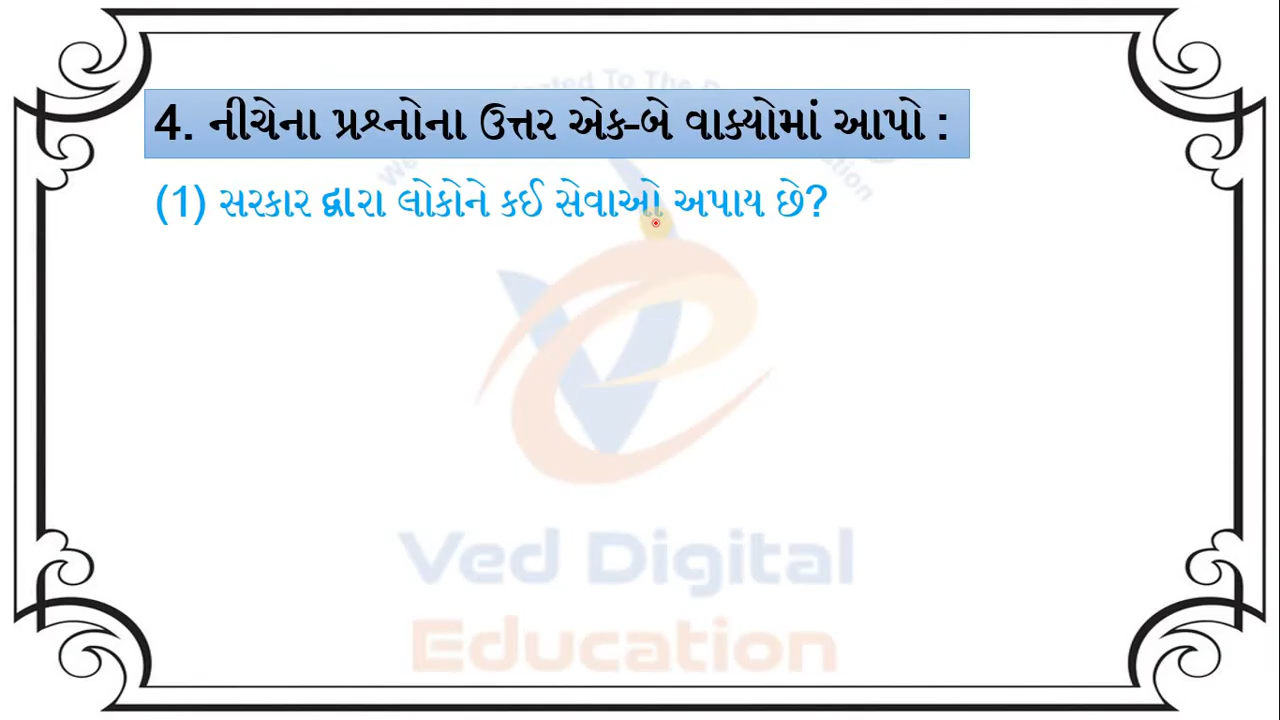 4. નીચેના પ્રશ્નોના ઉત્તર એક-બે વાક્યોમાં આપો :
(1) સરકાર દ્વારા લોકોને કઈ સેવાઓ અપાય છે?
Ved Digital
Education